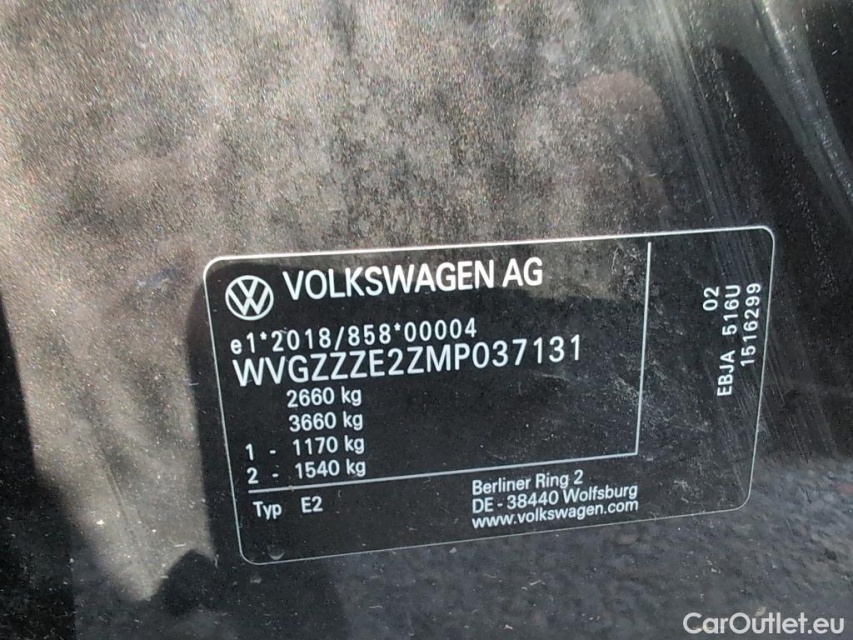 VOLKSWAGEN AG
e1*2018/858*00004
WVGZZZE2ZMP037131
2660 kg
3660 kg
1 - 1170 kg
2 - 1540 kg
Typ E2
Berliner Ring 2
DE - 38440 Wolfsburg
www.volkswagen.com
02
EBJA 516U
1516299
CarOutlet.eu